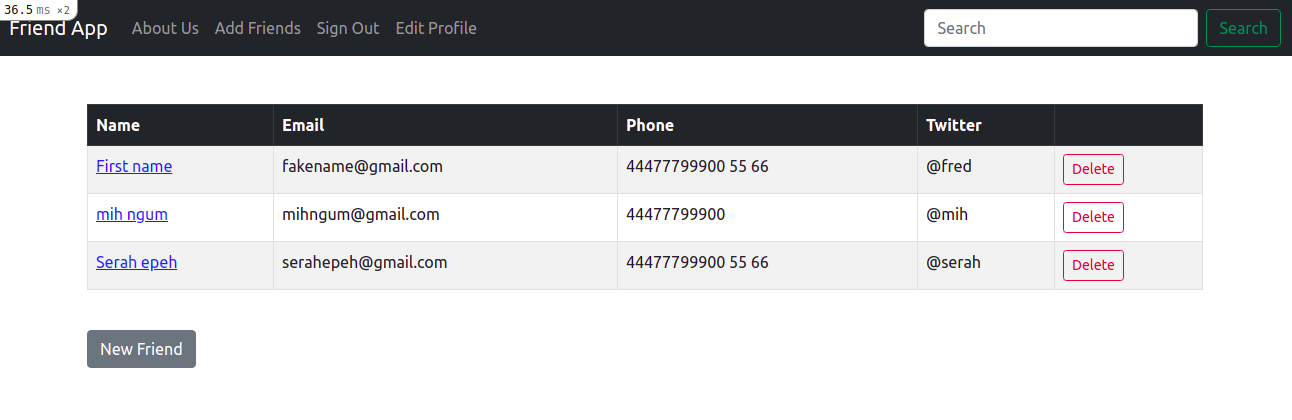 36.5 ms ×2
Friend App About Us Add Friends Sign Out Edit Profile Search Search
Name Email Phone Twitter
First name fakename@gmail.com 44477799900 55 66 @fred Delete
mih ngum mihngum@gmail.com 44477799900 @mih Delete
Serah epeh serahepeh@gmail.com 44477799900 55 66 @serah Delete
New Friend